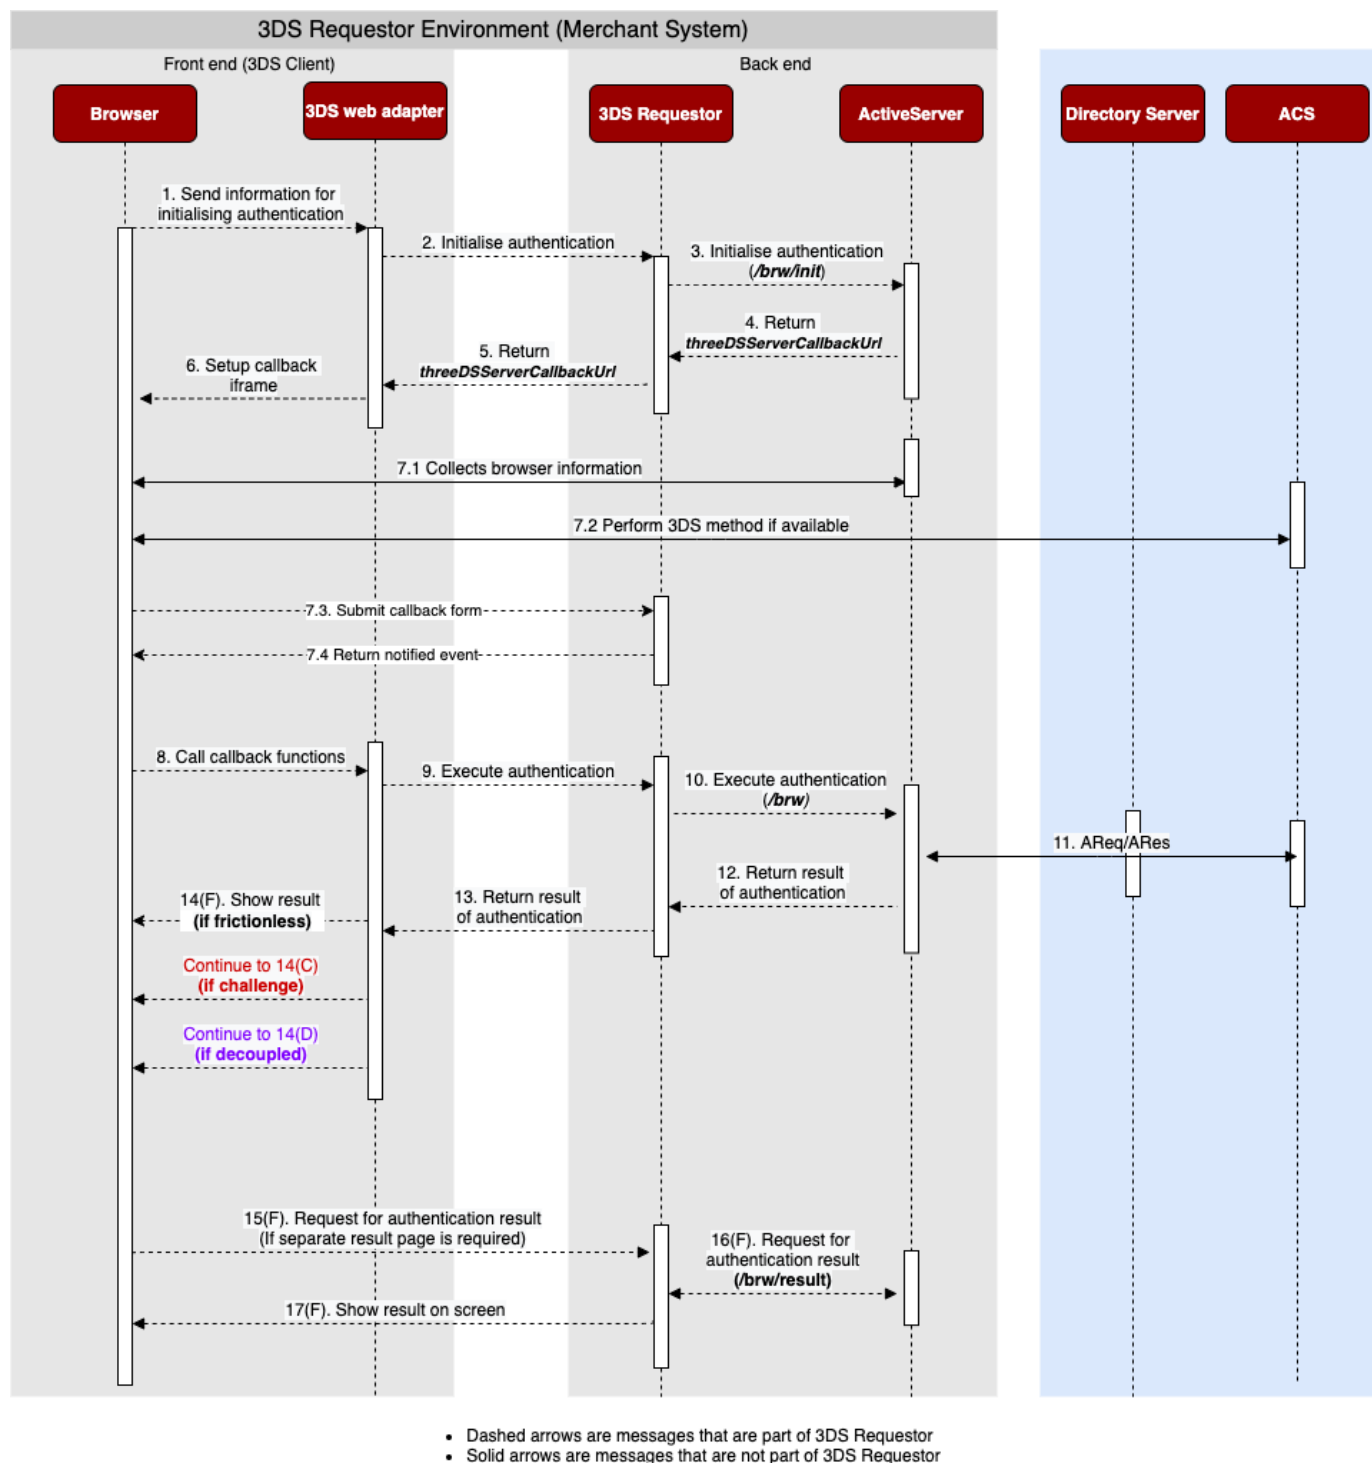 3DS Requestor Environment (Merchant System)
Front end (3DS Client)
Back end
Browser
3DS web adapter
3DS Requestor
ActiveServer
Directory Server
ACS
1. Send information for
initialising authentication
2. Initialise authentication
3. Initialise authentication
(/brw/init)
4. Return
threeDSServerCallbackUrl
5. Return
threeDSServerCallbackUrl
6. Setup callback
iframe
7.1 Collects browser information
7.2 Perform 3DS method if available
7.3. Submit callback form
7.4 Return notified event
8. Call callback functions
9. Execute authentication
10. Execute authentication
(/brw)
11. AReq/ARes
12. Return result
of authentication
13. Return result
of authentication
14(F). Show result
(if frictionless)
Continue to 14(C)
(if challenge)
Continue to 14(D)
(if decoupled)
15(F). Request for authentication result
(If separate result page is required)
16(F). Request for
authentication result
(/brw/result)
17(F). Show result on screen
• Dashed arrows are messages that are part of 3DS Requestor
• Solid arrows are messages that are not part of 3DS Requestor